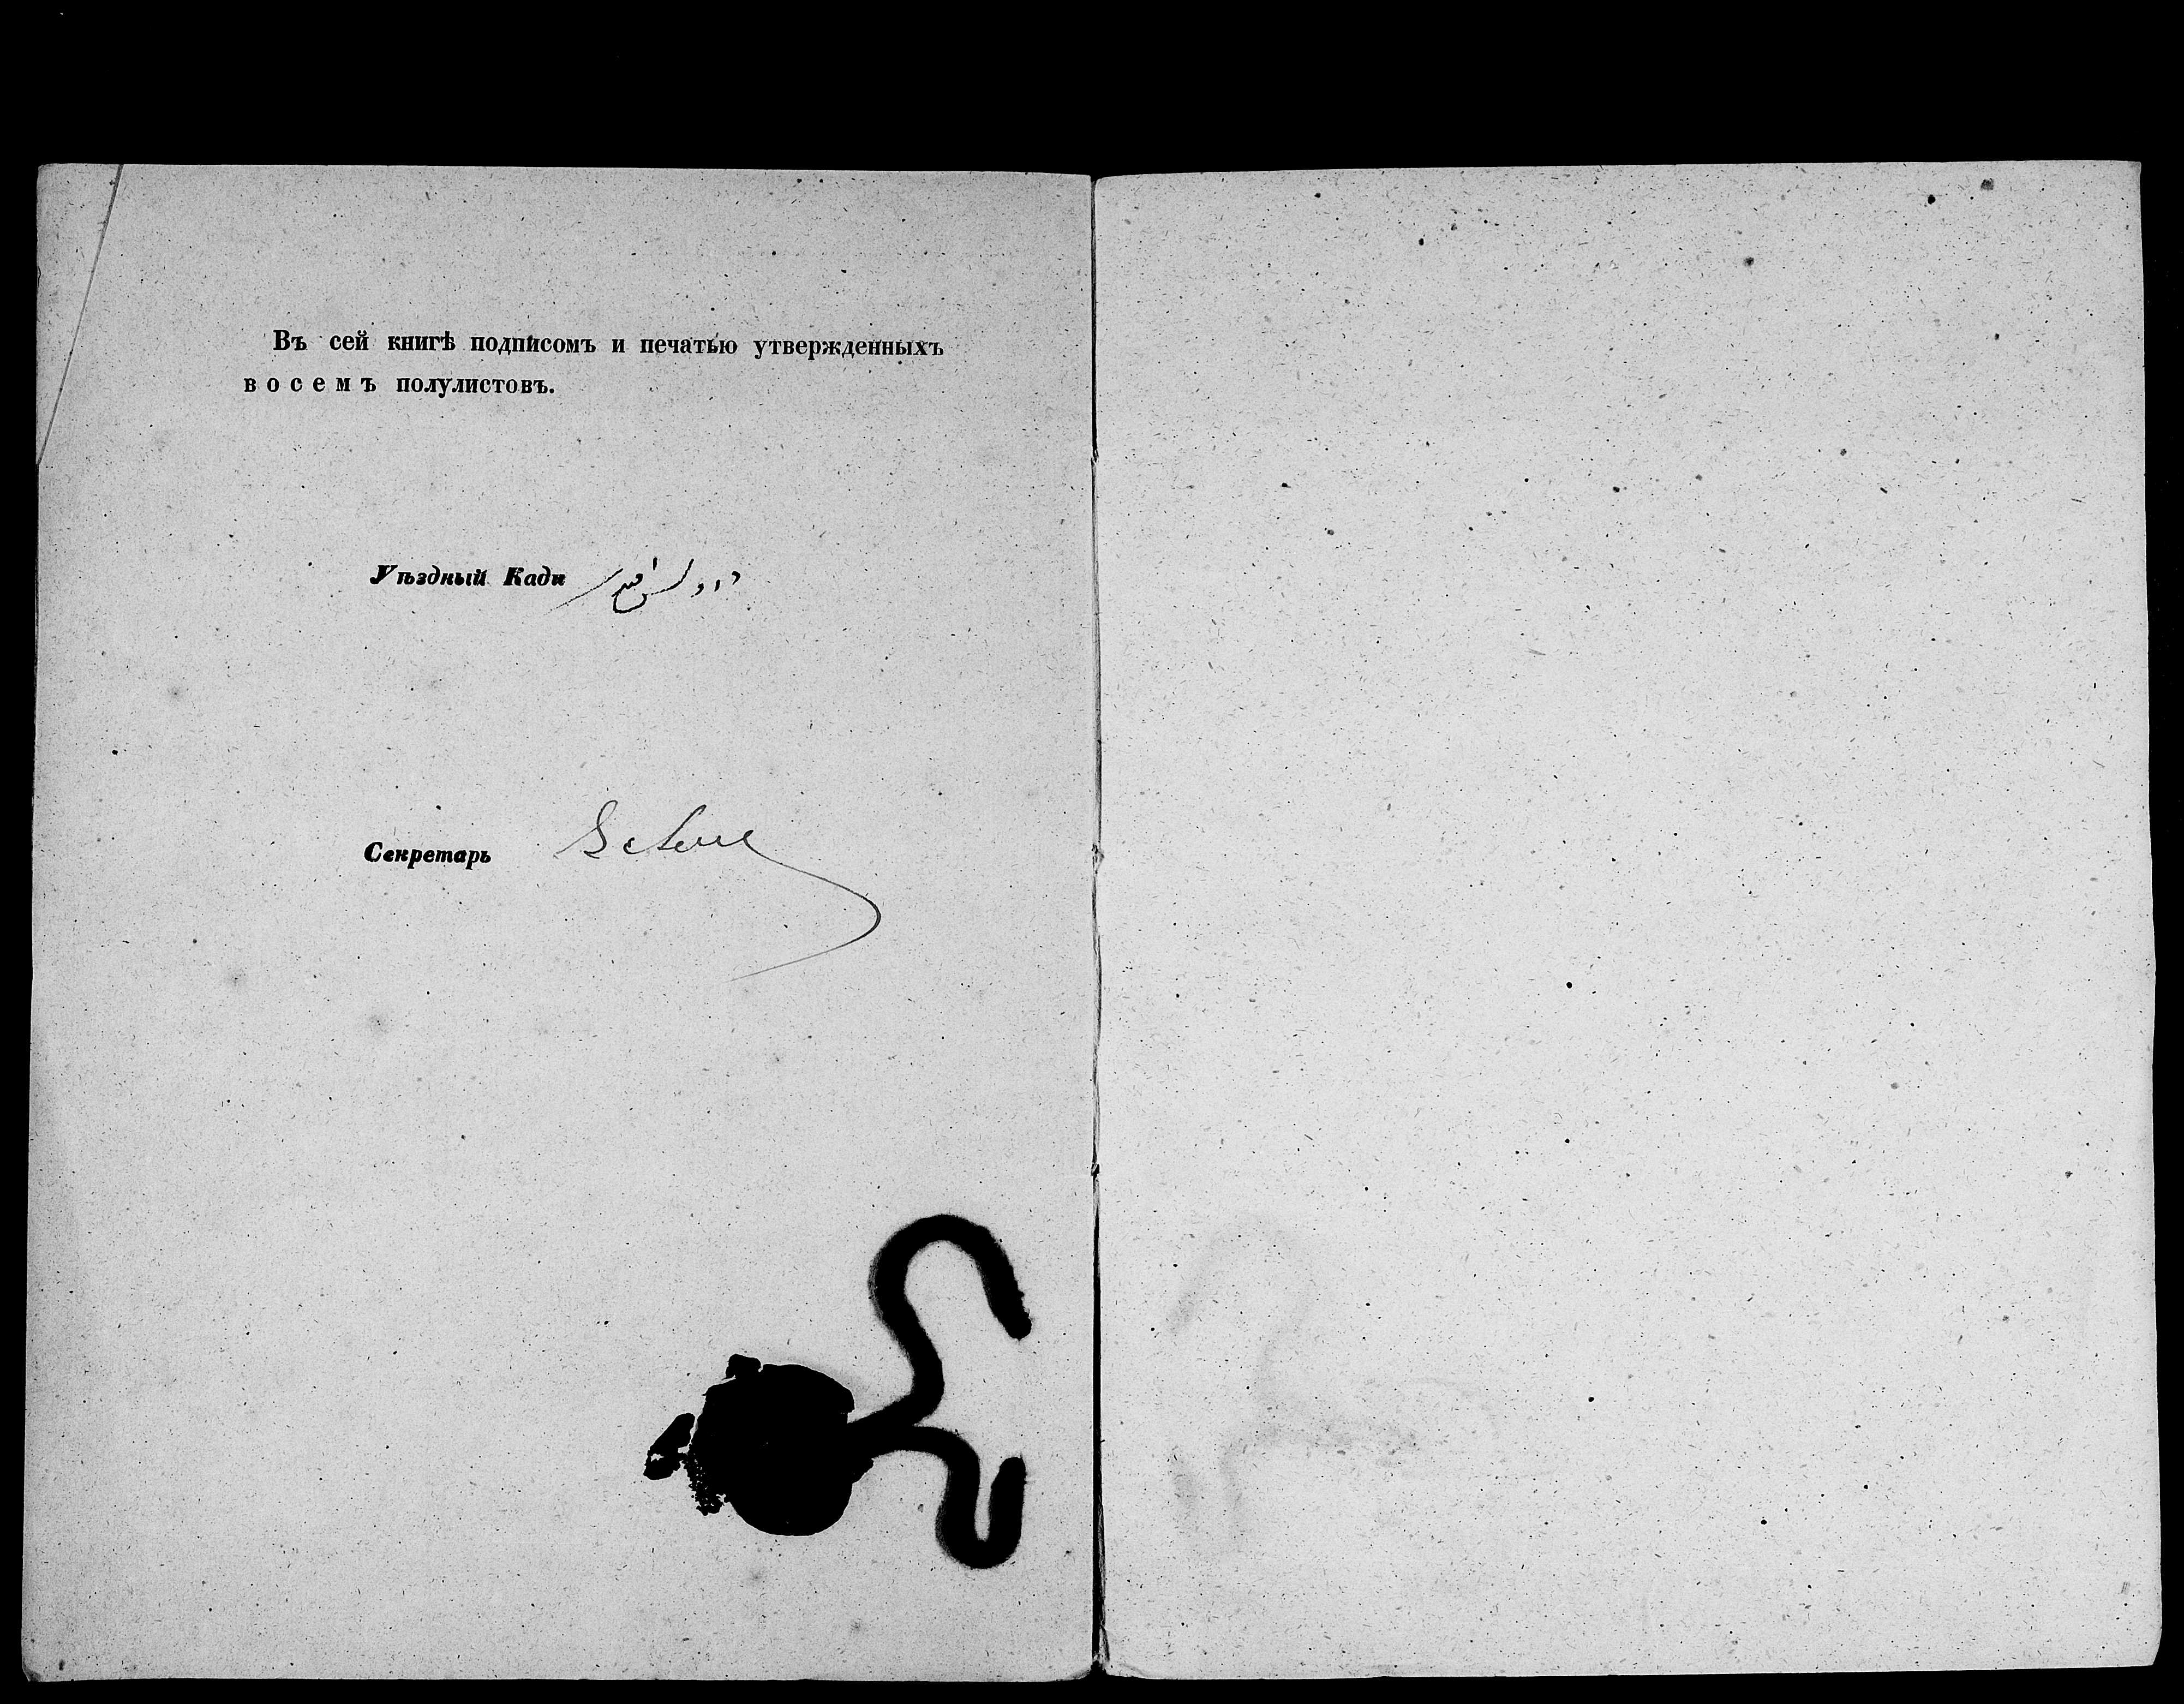 Въ сей книгѣ подписомъ и печатью утвержденныхъ
восемъ полулистовъ.
Уѣздный Кади
Секретарь